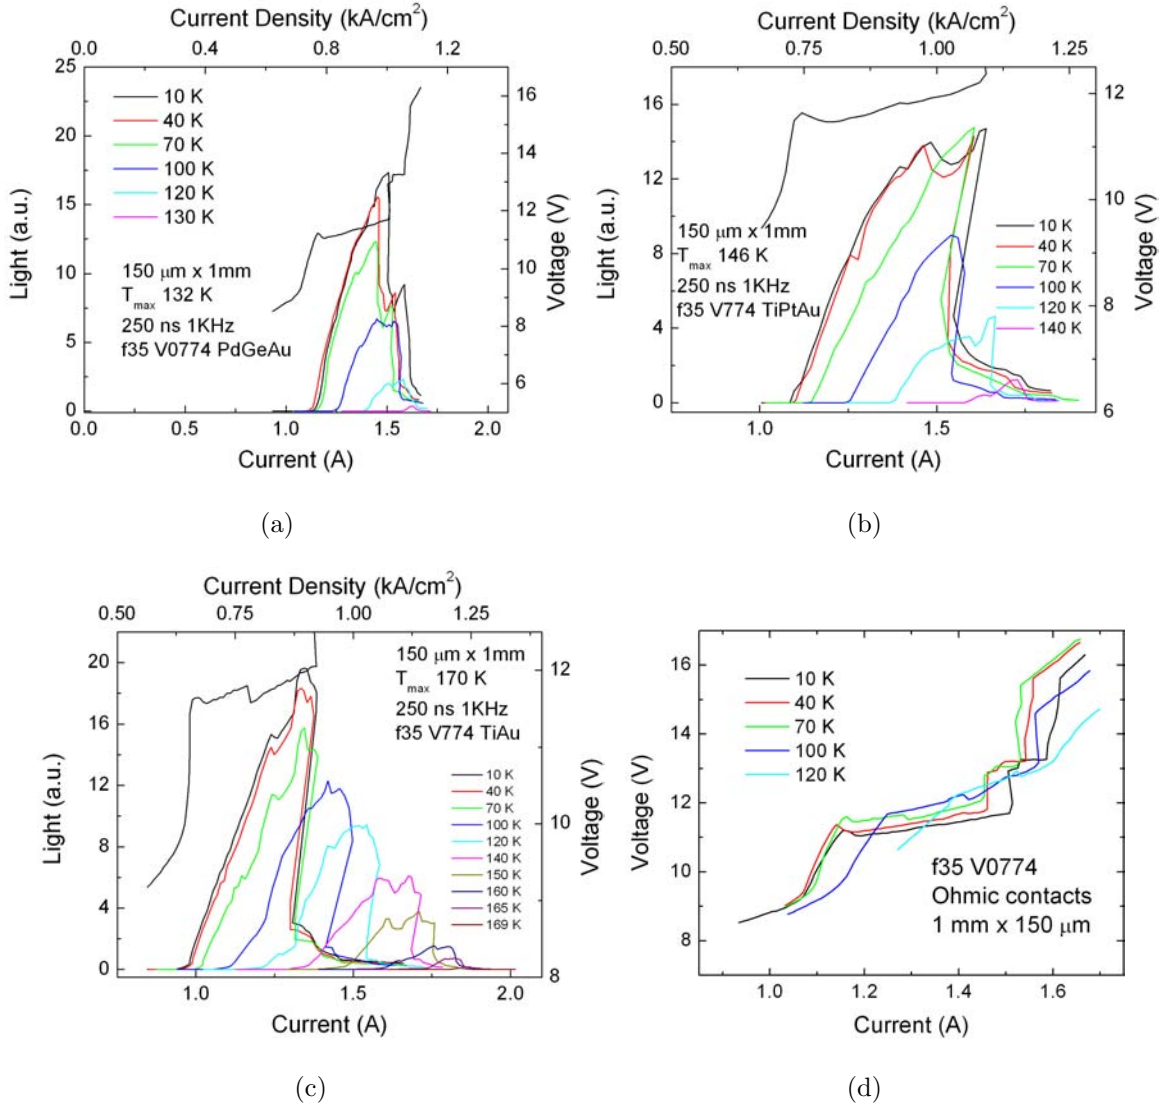 Current Density (kA/cm²)
0.0 0.4 0.8 1.2
25
20
15
10
5
0
Light (a.u.)
10 K
40 K
70 K
100 K
120 K
130 K
150 μm x 1mm
Tmax 132 K
250 ns 1KHz
f35 V0774 PdGeAu
16
14
12
10
8
6
Voltage (V)
0.0 0.5 1.0 1.5 2.0
Current (A)
(a)
Current Density (kA/cm²)
0.50 0.75 1.00 1.25
16
12
8
4
0
Light (a.u.)
150 μm x 1mm
Tmax 146 K
250 ns 1KHz
f35 V774 TiPtAu
10 K
40 K
70 K
100 K
120 K
140 K
12
10
8
6
Voltage (V)
1.0 1.5
Current (A)
(b)
Current Density (kA/cm²)
0.50 0.75 1.00 1.25
20
16
12
8
4
0
Light (a.u.)
150 μm x 1mm
Tmax 170 K
250 ns 1KHz
f35 V774 TiAu
10 K
40 K
70 K
100 K
120 K
140 K
150 K
160 K
165 K
169 K
12
10
8
Voltage (V)
1.0 1.5 2.0
Current (A)
(c)
16
14
12
10
8
Voltage (V)
10 K
40 K
70 K
100 K
120 K
f35 V0774
Ohmic contacts
1 mm x 150 μm
1.0 1.2 1.4 1.6
Current (A)
(d)